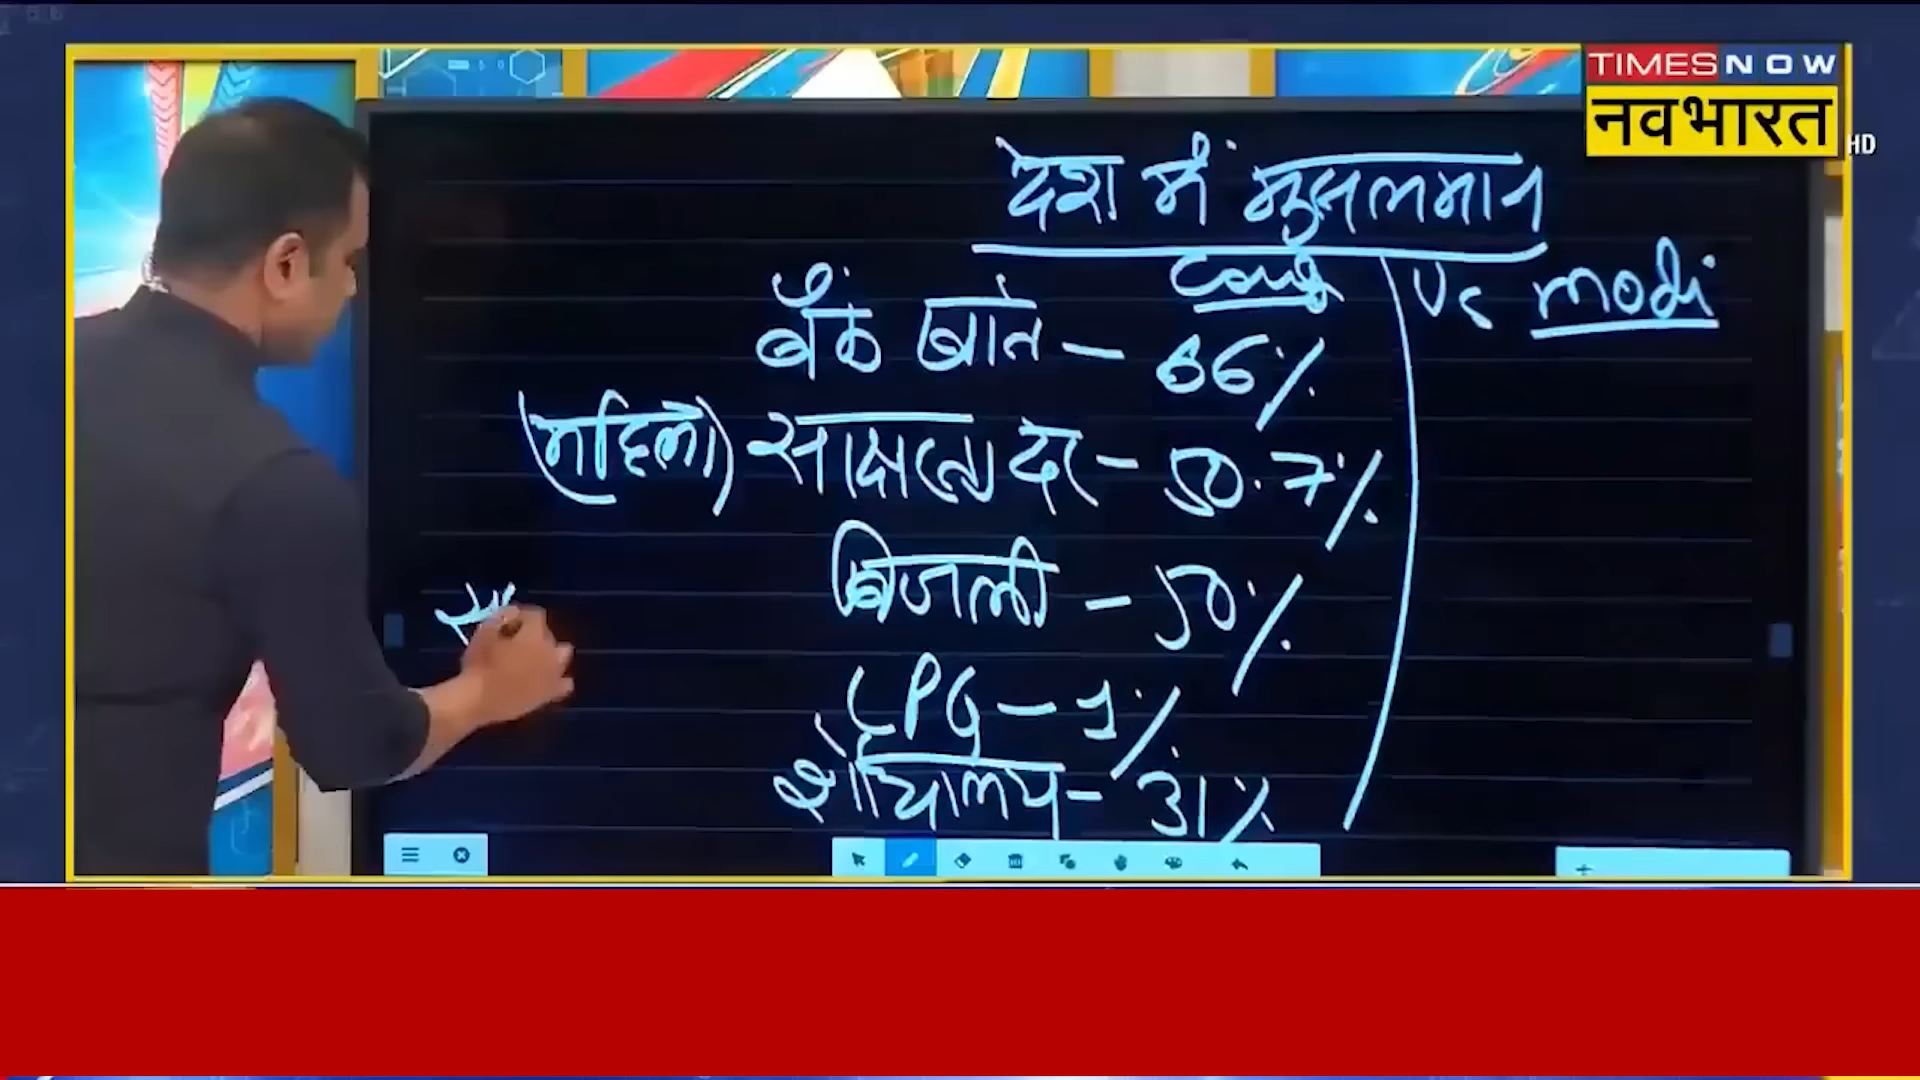 TIMES NOW
नवभारत
HD
देश में मुसलमान
Cong Vs modi
बैंक खाते - 66%
(महिला) साक्षरता दर - 50.7%
बिजली - 50%
LPG - 1%
शौचालय - 31%